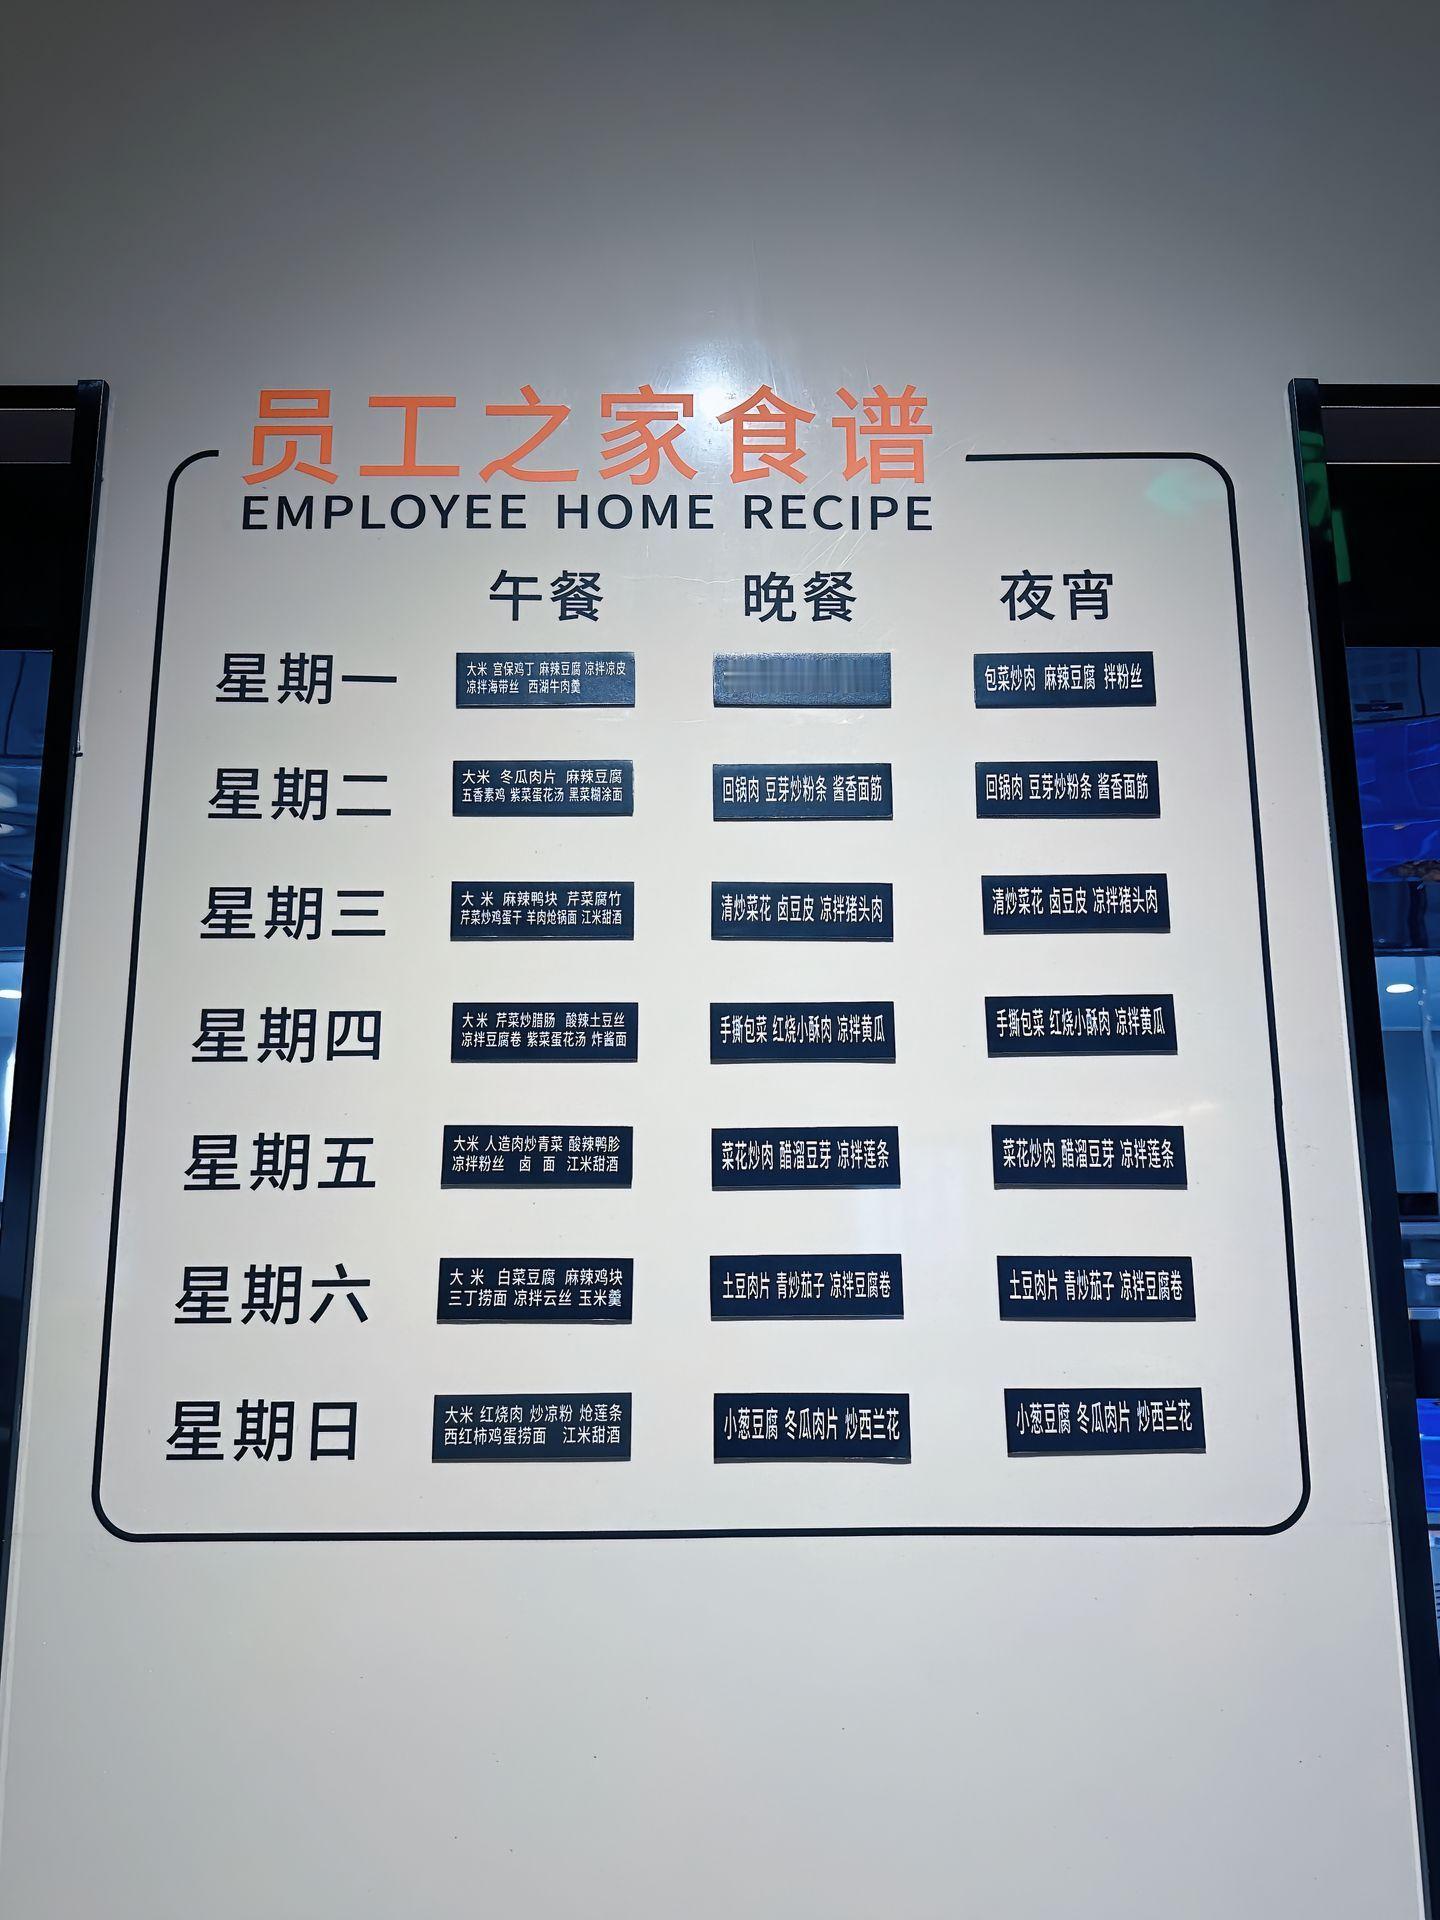 员工之家食谱
EMPLOYEE HOME RECIPE
午餐 晚餐 夜宵
星期一
大米 宫保鸡丁 麻辣豆腐 凉拌凉皮
凉拌海带丝 西湖牛肉羹
包菜炒肉 麻辣豆腐 拌粉丝
星期二
大米 冬瓜肉片 麻辣豆腐
五香素鸡 紫菜蛋花汤 黑菜糊涂面
回锅肉 豆芽炒粉条 酱香面筋
回锅肉 豆芽炒粉条 酱香面筋
星期三
大 米 麻辣鸭块 芹菜腐竹
芹菜炒鸡蛋干 羊肉炝锅面 江米甜酒
清炒菜花 卤豆皮 凉拌猪头肉
清炒菜花 卤豆皮 凉拌猪头肉
星期四
大米 芹菜炒腊肠 酸辣土豆丝
凉拌豆腐卷 紫菜蛋花汤 炸酱面
手撕包菜 红烧小酥肉 凉拌黄瓜
手撕包菜 红烧小酥肉 凉拌黄瓜
星期五
大米 人造肉炒青菜 酸辣鸭胗
凉拌粉丝 卤 面 江米甜酒
菜花炒肉 醋溜豆芽 凉拌莲条
菜花炒肉 醋溜豆芽 凉拌莲条
星期六
大 米 白菜豆腐 麻辣鸡块
三丁捞面 凉拌云丝 玉米羹
土豆肉片 青炒茄子 凉拌豆腐卷
土豆肉片 青炒茄子 凉拌豆腐卷
星期日
大米 红烧肉 炒凉粉 炝莲条
西红柿鸡蛋捞面 江米甜酒
小葱豆腐 冬瓜肉片 炒西兰花
小葱豆腐 冬瓜肉片 炒西兰花